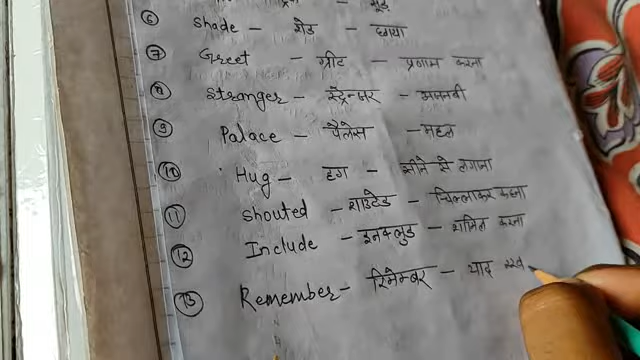 ⑥ Shade - शेड - छाया
⑦ Greet - ग्रीट - प्रणाम करना
⑧ Stranger - स्ट्रेन्जर - अजनबी
⑨ Palace - पैलेस - महल
⑩ Hug - हग - सीने से लगाना
⑪ Shouted - शाउटेड - चिल्लाकर कहा
⑫ Include - इनक्लुड - शामिल करना
⑬ Remember - रिमेम्बर - याद रख